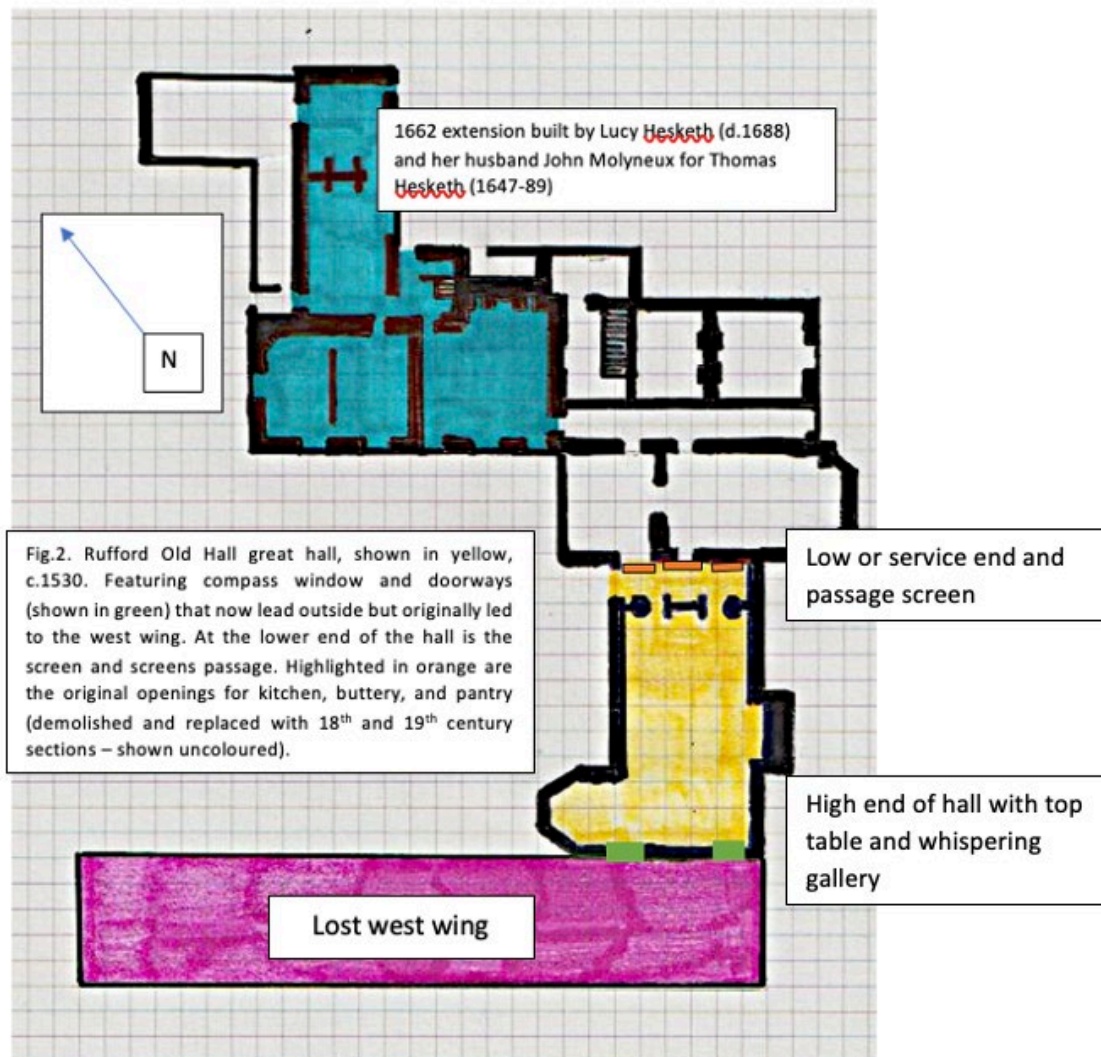 1662 extension built by Lucy Hesketh (d.1688)
and her husband John Molyneux for Thomas
Hesketh (1647-89)
N
Fig.2. Rufford Old Hall great hall, shown in yellow,
c.1530. Featuring compass window and doorways
(shown in green) that now lead outside but originally led
to the west wing. At the lower end of the hall is the
screen and screens passage. Highlighted in orange are
the original openings for kitchen, buttery, and pantry
(demolished and replaced with 18th and 19th century
sections – shown uncoloured).
Low or service end and
passage screen
High end of hall with top
table and whispering
gallery
Lost west wing